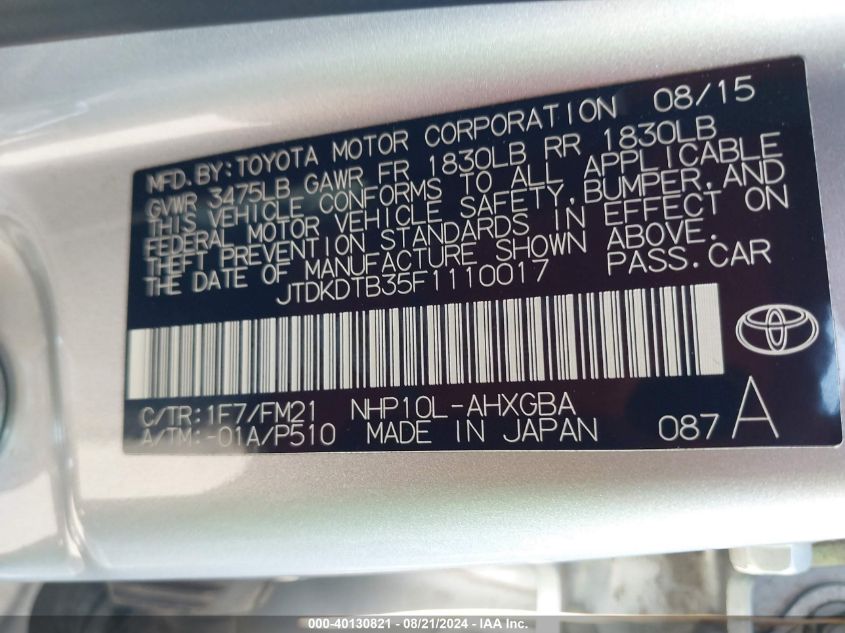 MFD. BY: TOYOTA MOTOR CORPORATION 08/15
GVWR 3475LB GAWR FR 1830LB RR 1830LB
THIS VEHICLE CONFORMS TO ALL APPLICABLE
FEDERAL MOTOR VEHICLE SAFETY, BUMPER, AND
THEFT PREVENTION STANDARDS IN EFFECT ON
THE DATE OF MANUFACTURE SHOWN ABOVE.
JTDKDTB35F1110017 PASS. CAR
C/TR: 1F7/FM21 NHP10L-AHXGBA
A/TM: -01A/P510 MADE IN JAPAN 087 A
000-40130821 - 08/21/2024 - IAA Inc.